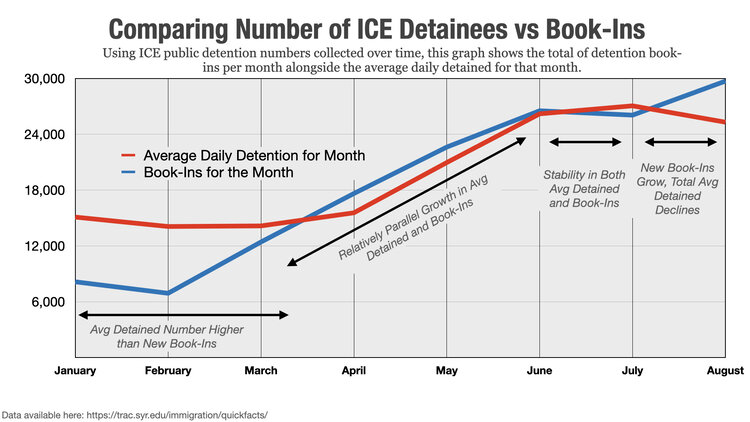 Comparing Number of ICE Detainees vs Book-Ins
Using ICE public detention numbers collected over time, this graph shows the total of detention book-
ins per month alongside the average daily detained for that month.
30,000
24,000
18,000
12,000
6,000
Average Daily Detention for Month
Book-Ins for the Month
Avg Detained Number Higher
than New Book-Ins
Relatively Parallel Growth in Avg
Detained and Book-Ins
Stability in Both
Avg Detained
and Book-Ins
New Book-Ins
Grow, Total Avg
Detained
Declines
January February March April May June July August
Data available here: https://trac.syr.edu/immigration/quickfacts/